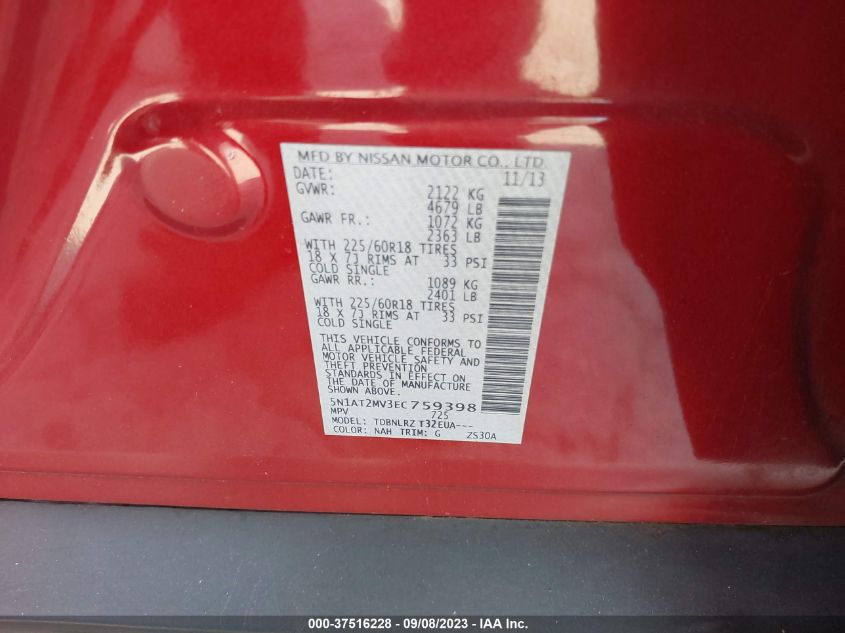 MFD BY NISSAN MOTOR CO., LTD.
DATE: 11/13
GVWR: 2122 KG
4679 LB
GAWR FR.: 1072 KG
2363 LB
WITH 225/60R18 TIRES
18 X 7J RIMS AT 33 PSI
COLD SINGLE
GAWR RR.: 1089 KG
2401 LB
WITH 225/60R18 TIRES
18 X 7J RIMS AT 33 PSI
COLD SINGLE
THIS VEHICLE CONFORMS TO
ALL APPLICABLE FEDERAL
MOTOR VEHICLE SAFETY AND
THEFT PREVENTION
STANDARDS IN EFFECT ON
THE DATE OF MANUFACTURE
SHOWN ABOVE.
5N1AT2MV3EC759398
MPV 725
MODEL: TDBNLRZ T32EUA---
COLOR: NAH TRIM: G ZS30A
000-37516228 - 09/08/2023 - COPYRIGHT IAA, Inc.